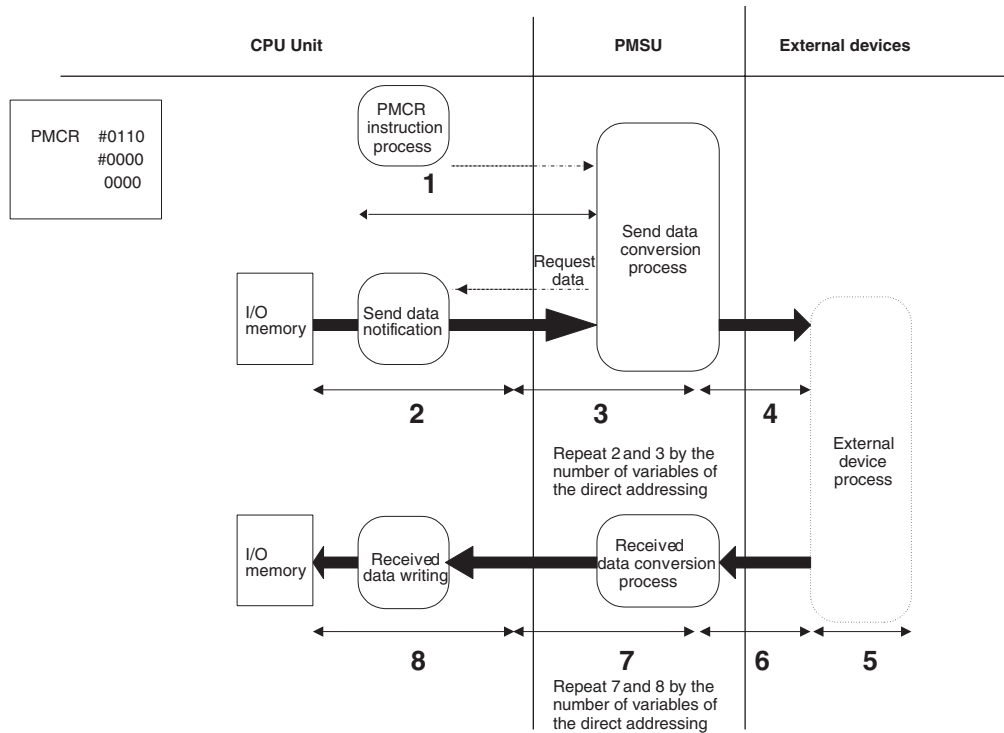 CPU Unit
PMSU
External devices
PMCR #0110
#0000
0000
PMCR
instruction
process
1
Send data
conversion
process
Request
data
I/O
memory
Send data
notification
2
3
4
Repeat 2 and 3 by the
number of variables of
the direct addressing
External
device
process
I/O
memory
Received
data writing
Received
data conversion
process
8
7
6
5
Repeat 7 and 8 by the
number of variables of
the direct addressing